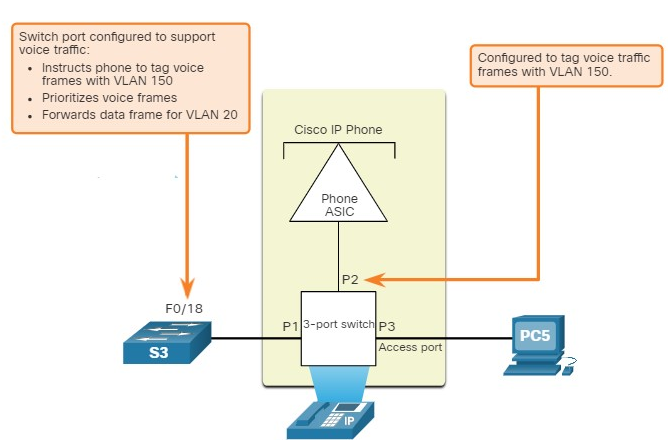 Switch port configured to support
voice traffic:
• Instructs phone to tag voice
frames with VLAN 150
• Prioritizes voice frames
• Forwards data frame for VLAN 20
Configured to tag voice traffic
frames with VLAN 150.
Cisco IP Phone
Phone
ASIC
P2
F0/18
P1
3-port switch
P3
S3
Access port
PC5
IP